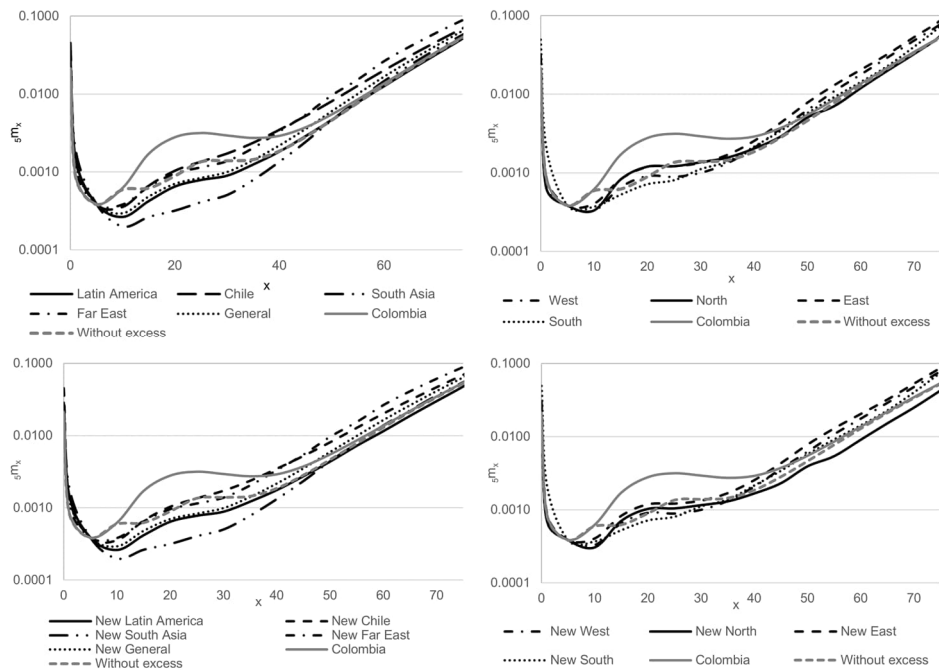 0.1000
0.0100
0.0010
0.0001
5mx
0 20 40 60
x
Latin America Chile South Asia
Far East General Colombia
Without excess
0.1000
0.0100
0.0010
0.0001
5mx
0 10 20 30 40 50 60 70
x
West North East
South Colombia Without excess
0.1000
0.0100
0.0010
0.0001
5mx
0 10 20 30 40 50 60 70
x
New Latin America New Chile
New South Asia New Far East
New General Colombia
Without excess
0.1000
0.0100
0.0010
0.0001
5mx
0 10 20 30 40 50 60 70
x
New West New North New East
New South Colombia Without excess